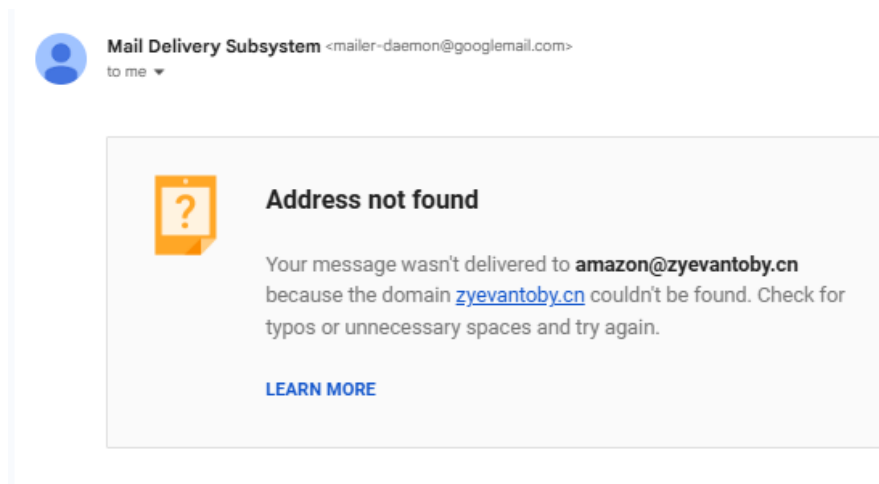 Mail Delivery Subsystem <mailer-daemon@googlemail.com>
to me
?
Address not found
Your message wasn't delivered to amazon@zyevantoby.cn
because the domain zyevantoby.cn couldn't be found. Check for
typos or unnecessary spaces and try again.
LEARN MORE